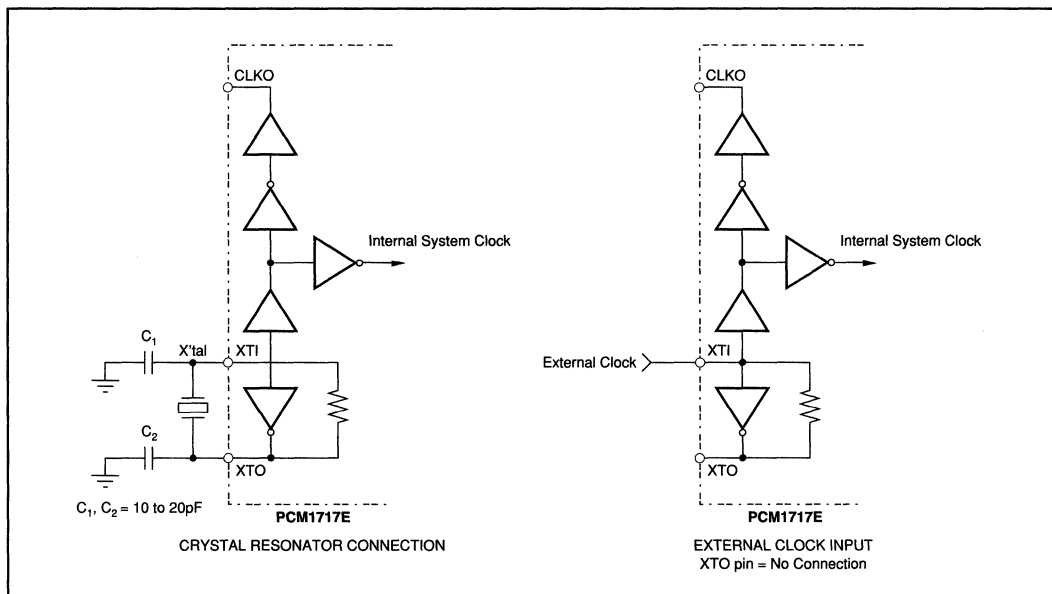 CLKO
Internal System Clock
C1
X'tal
XTI
C2
XTO
C1, C2 = 10 to 20pF
PCM1717E
CRYSTAL RESONATOR CONNECTION
CLKO
Internal System Clock
External Clock
XTI
XTO
PCM1717E
EXTERNAL CLOCK INPUT
XTO pin = No Connection